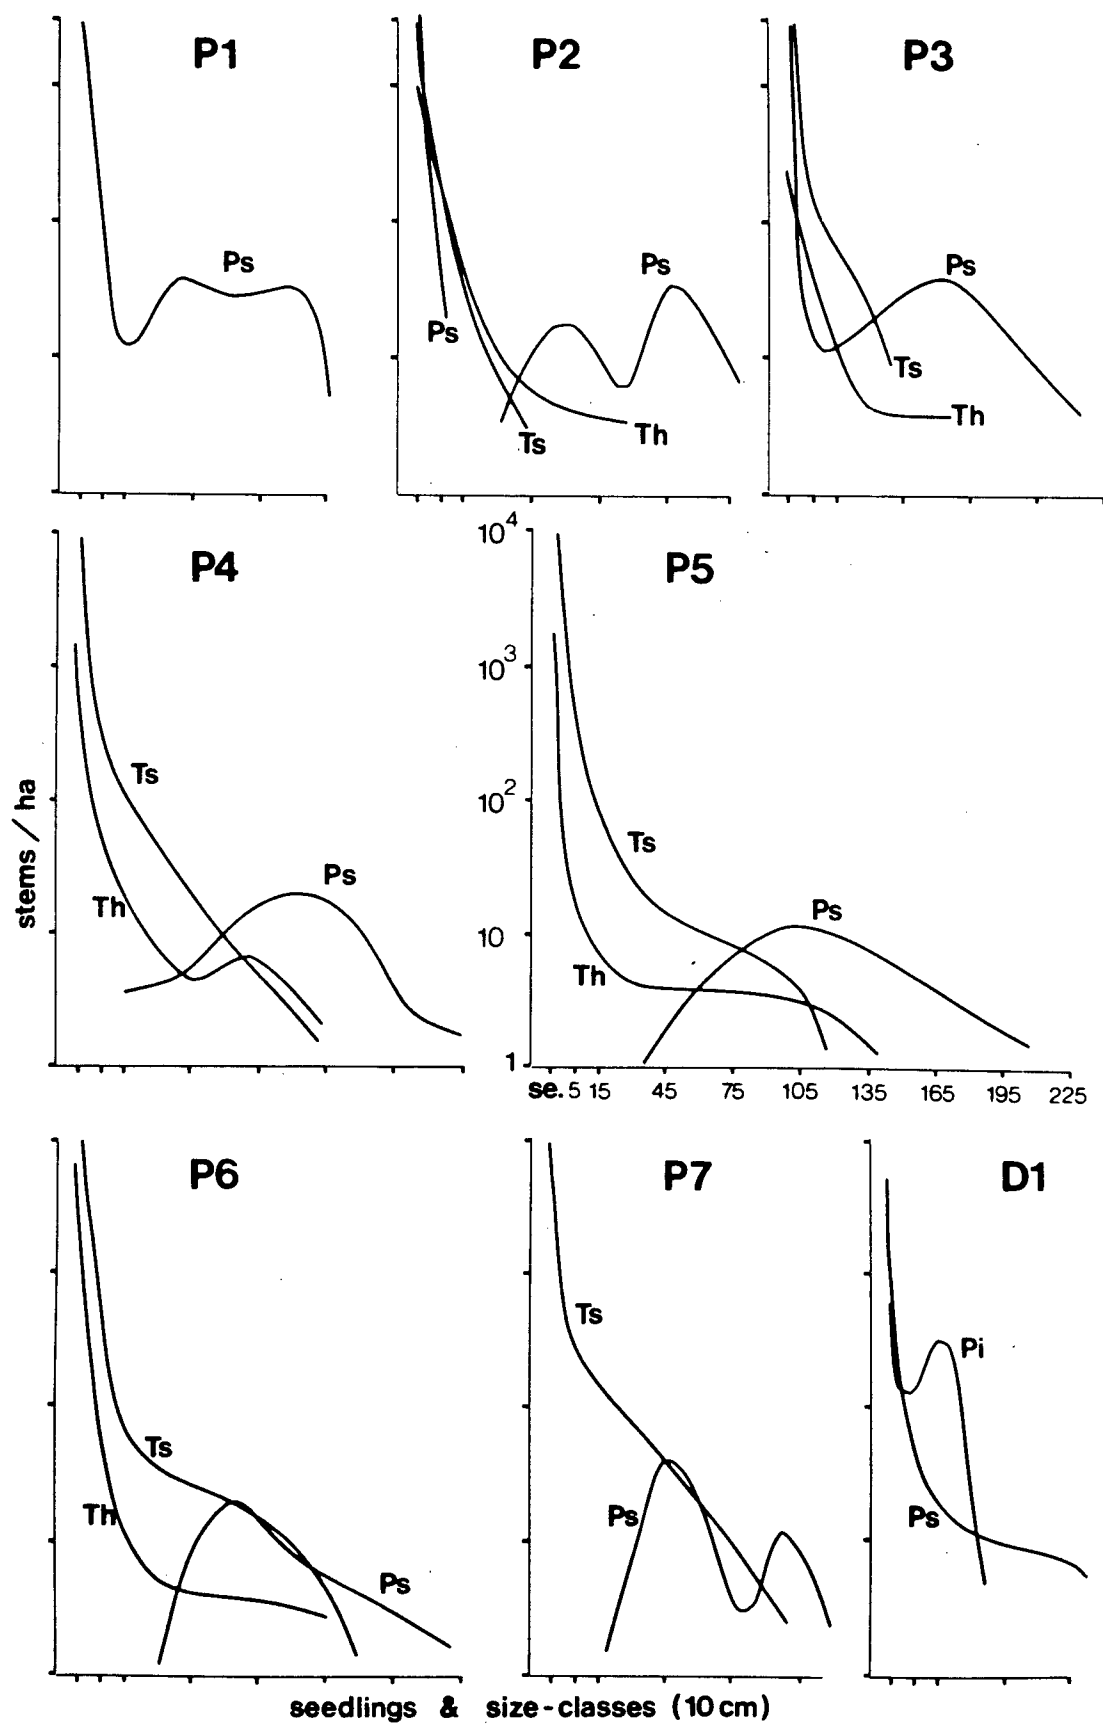 P1
P2
P3
Ps
Ps
Ps
Ps
Ts
Th
Ts
Th
P4
10⁴
P5
10³
Ts
10²
Ts
Ps
Th
Ps
10
Th
1
se. 5 15 45 75 105 135 165 195 225
stems / ha
P6
P7
D1
Ts
Pi
Ts
Th
Ps
Ps
Ps
seedlings & size-classes (10 cm)